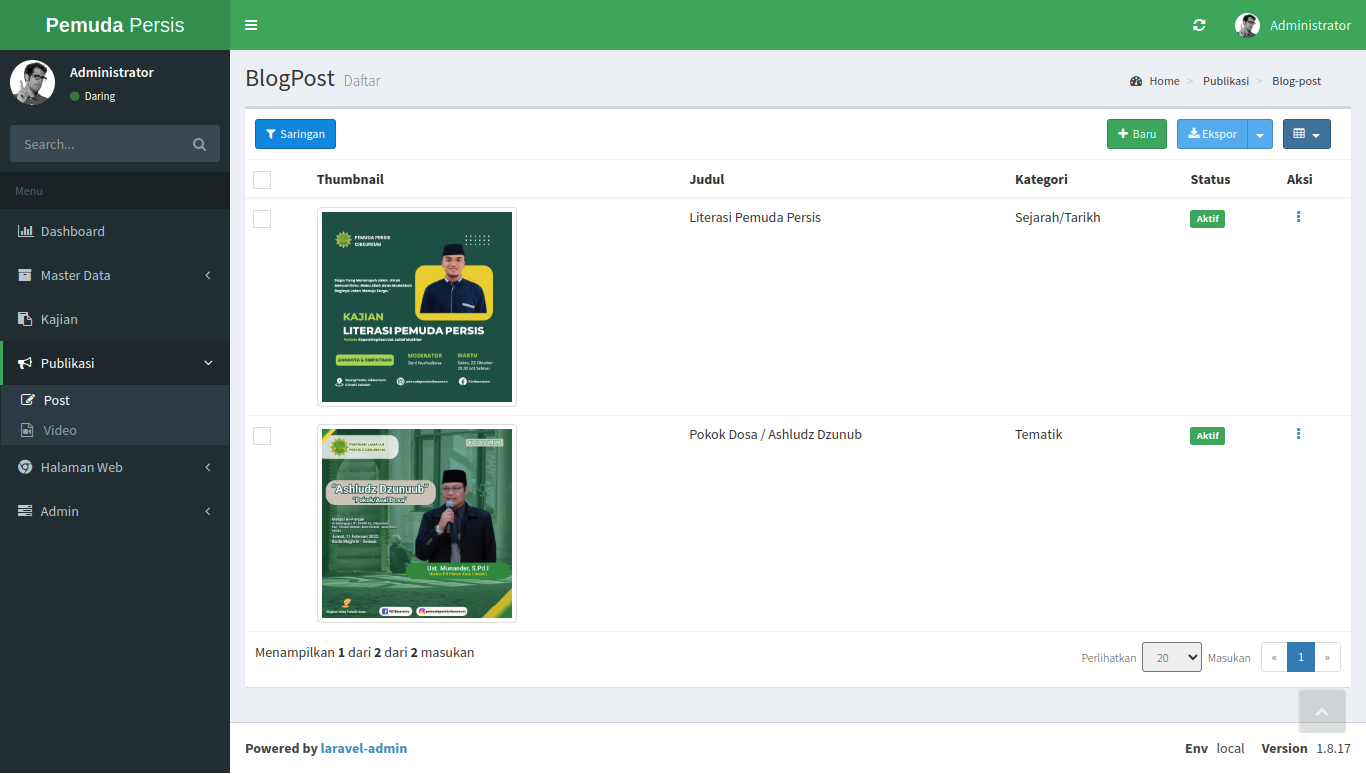 Pemuda Persis
Administrator
Administrator
Daring
Search...
Menu
Dashboard
Master Data
Kajian
Publikasi
Post
Video
Halaman Web
Admin
BlogPost Daftar
Home > Publikasi > Blog-post
Saringan
Baru
Ekspor
Thumbnail Judul Kategori Status Aksi
PEMUDA PERSIS
CIBEUREUM
KAJIAN
LITERASI PEMUDA PERSIS
ANGGOTA & SIMPATISAN
MODERATOR
WAKTU
Literasi Pemuda Persis Sejarah/Tarikh Aktif
"Ashludz Dzunuub"
"Pokok/Asal Dosa"
Ust. Munandar, S.Pd.I
Pokok Dosa / Ashludz Dzunub Tematik Aktif
Menampilkan 1 dari 2 dari 2 masukan
Perlihatkan 20 Masukan « 1 »
Powered by laravel-admin
Env local Version 1.8.17